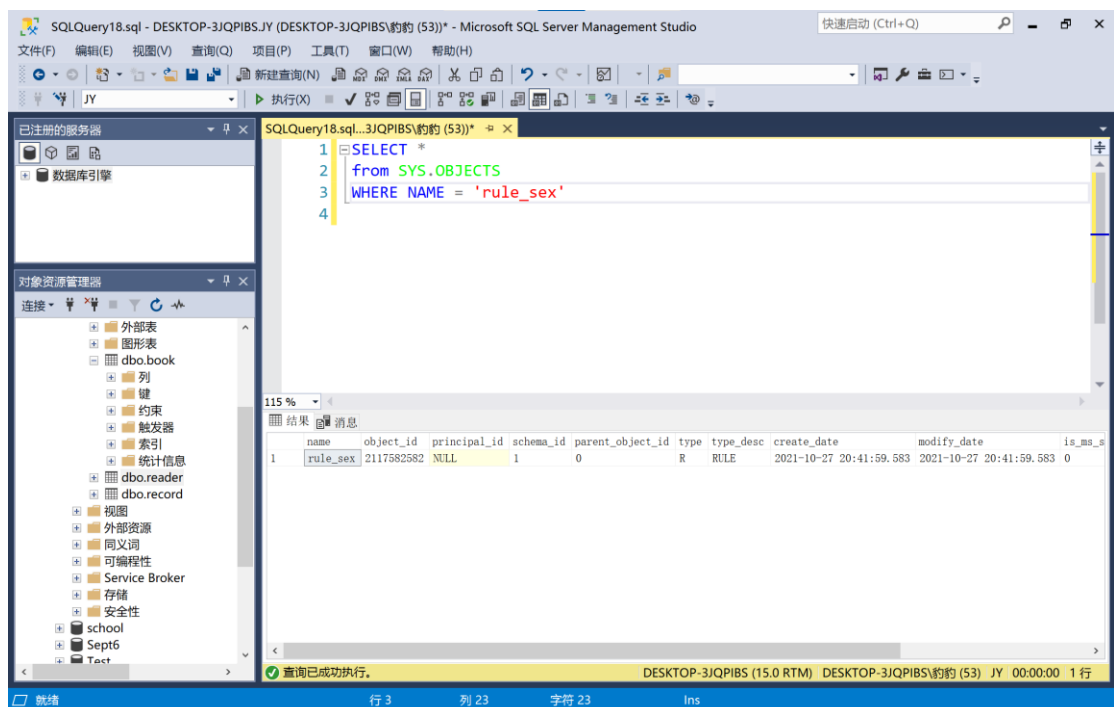 SQLQuery18.sql - DESKTOP-3JQPIBS.JY (DESKTOP-3JQPIBS\豹豹 (53))* - Microsoft SQL Server Management Studio
快速启动 (Ctrl+Q)
文件(F) 编辑(E) 视图(V) 查询(Q) 项目(P) 工具(T) 窗口(W) 帮助(H)
新建查询(N)
JY
执行(X)
已注册的服务器
数据库引擎
SQLQuery18.sql...3JQPIBS\豹豹 (53))*
1 SELECT *
2 from SYS.OBJECTS
3 WHERE NAME = 'rule_sex'
4
对象资源管理器
连接
外部表
图形表
dbo.book
列
键
约束
触发器
索引
统计信息
dbo.reader
dbo.record
视图
外部资源
同义词
可编程性
Service Broker
存储
安全性
school
Sept6
Test
115 %
结果 消息
name object_id principal_id schema_id parent_object_id type type_desc create_date modify_date is_ms_s
1 rule_sex 2117582582 NULL 1 0 R RULE 2021-10-27 20:41:59.583 2021-10-27 20:41:59.583 0
查询已成功执行。
DESKTOP-3JQPIBS (15.0 RTM) DESKTOP-3JQPIBS\豹豹 (53) JY 00:00:00 1 行
就绪
行 3 列 23 字符 23 Ins